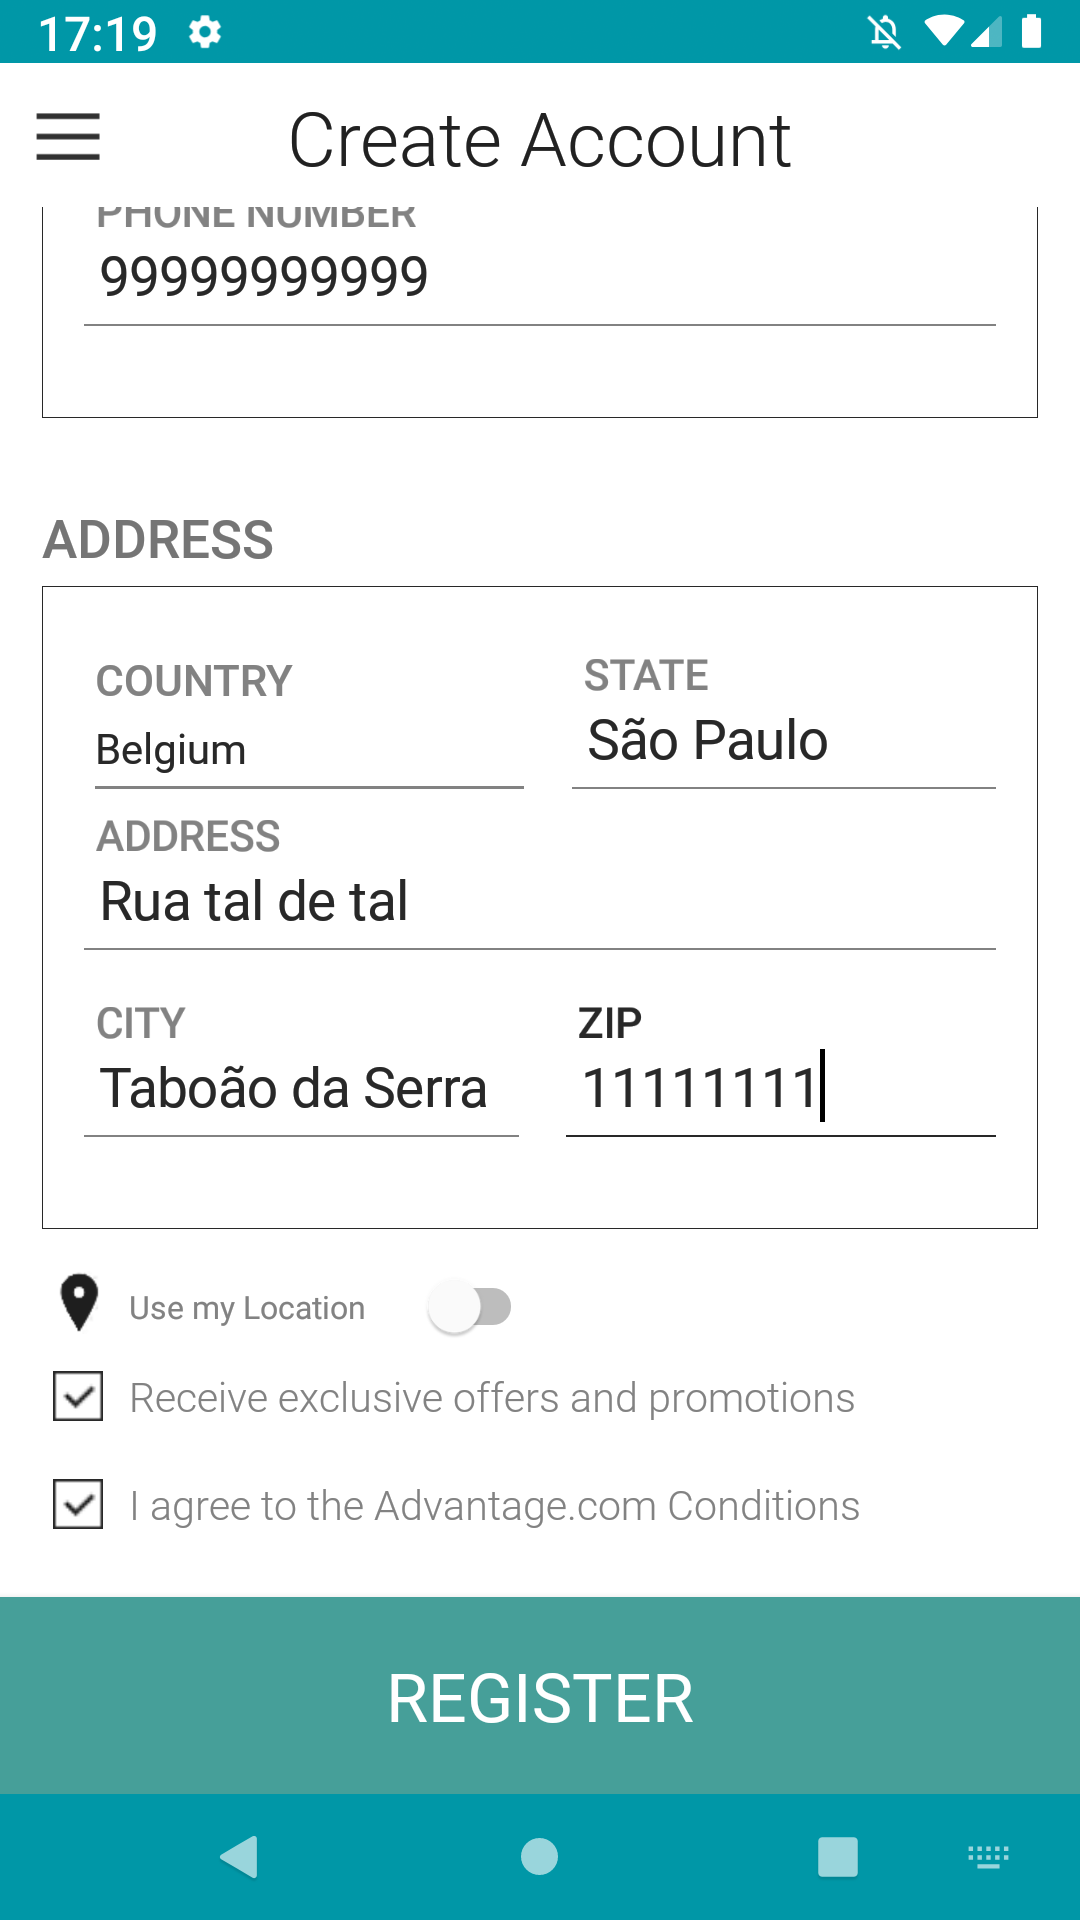 17:19
Create Account
PHONE NUMBER
99999999999
ADDRESS
COUNTRY
STATE
Belgium
São Paulo
ADDRESS
Rua tal de tal
CITY
ZIP
Taboão da Serra
11111111
Use my Location
Receive exclusive offers and promotions
I agree to the Advantage.com Conditions
REGISTER